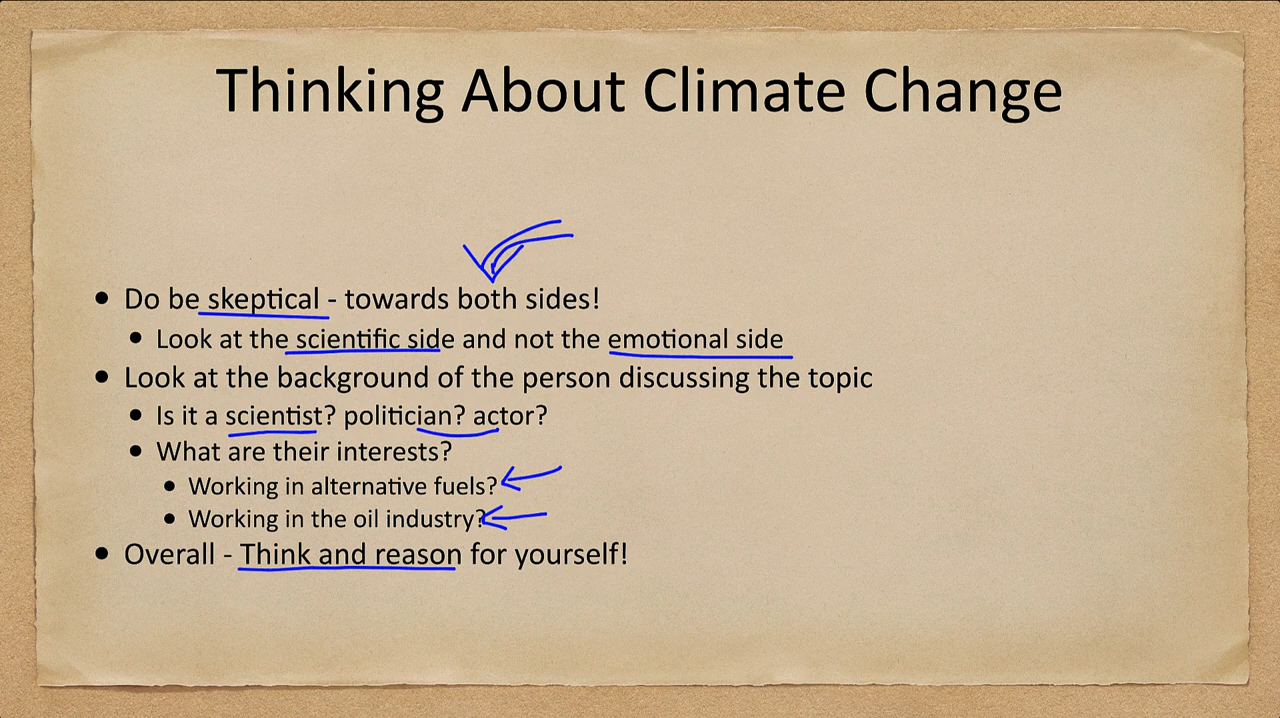 Thinking About Climate Change
• Do be skeptical - towards both sides!
• Look at the scientific side and not the emotional side
• Look at the background of the person discussing the topic
• Is it a scientist? politician? actor?
• What are their interests?
• Working in alternative fuels?
• Working in the oil industry?
• Overall - Think and reason for yourself!